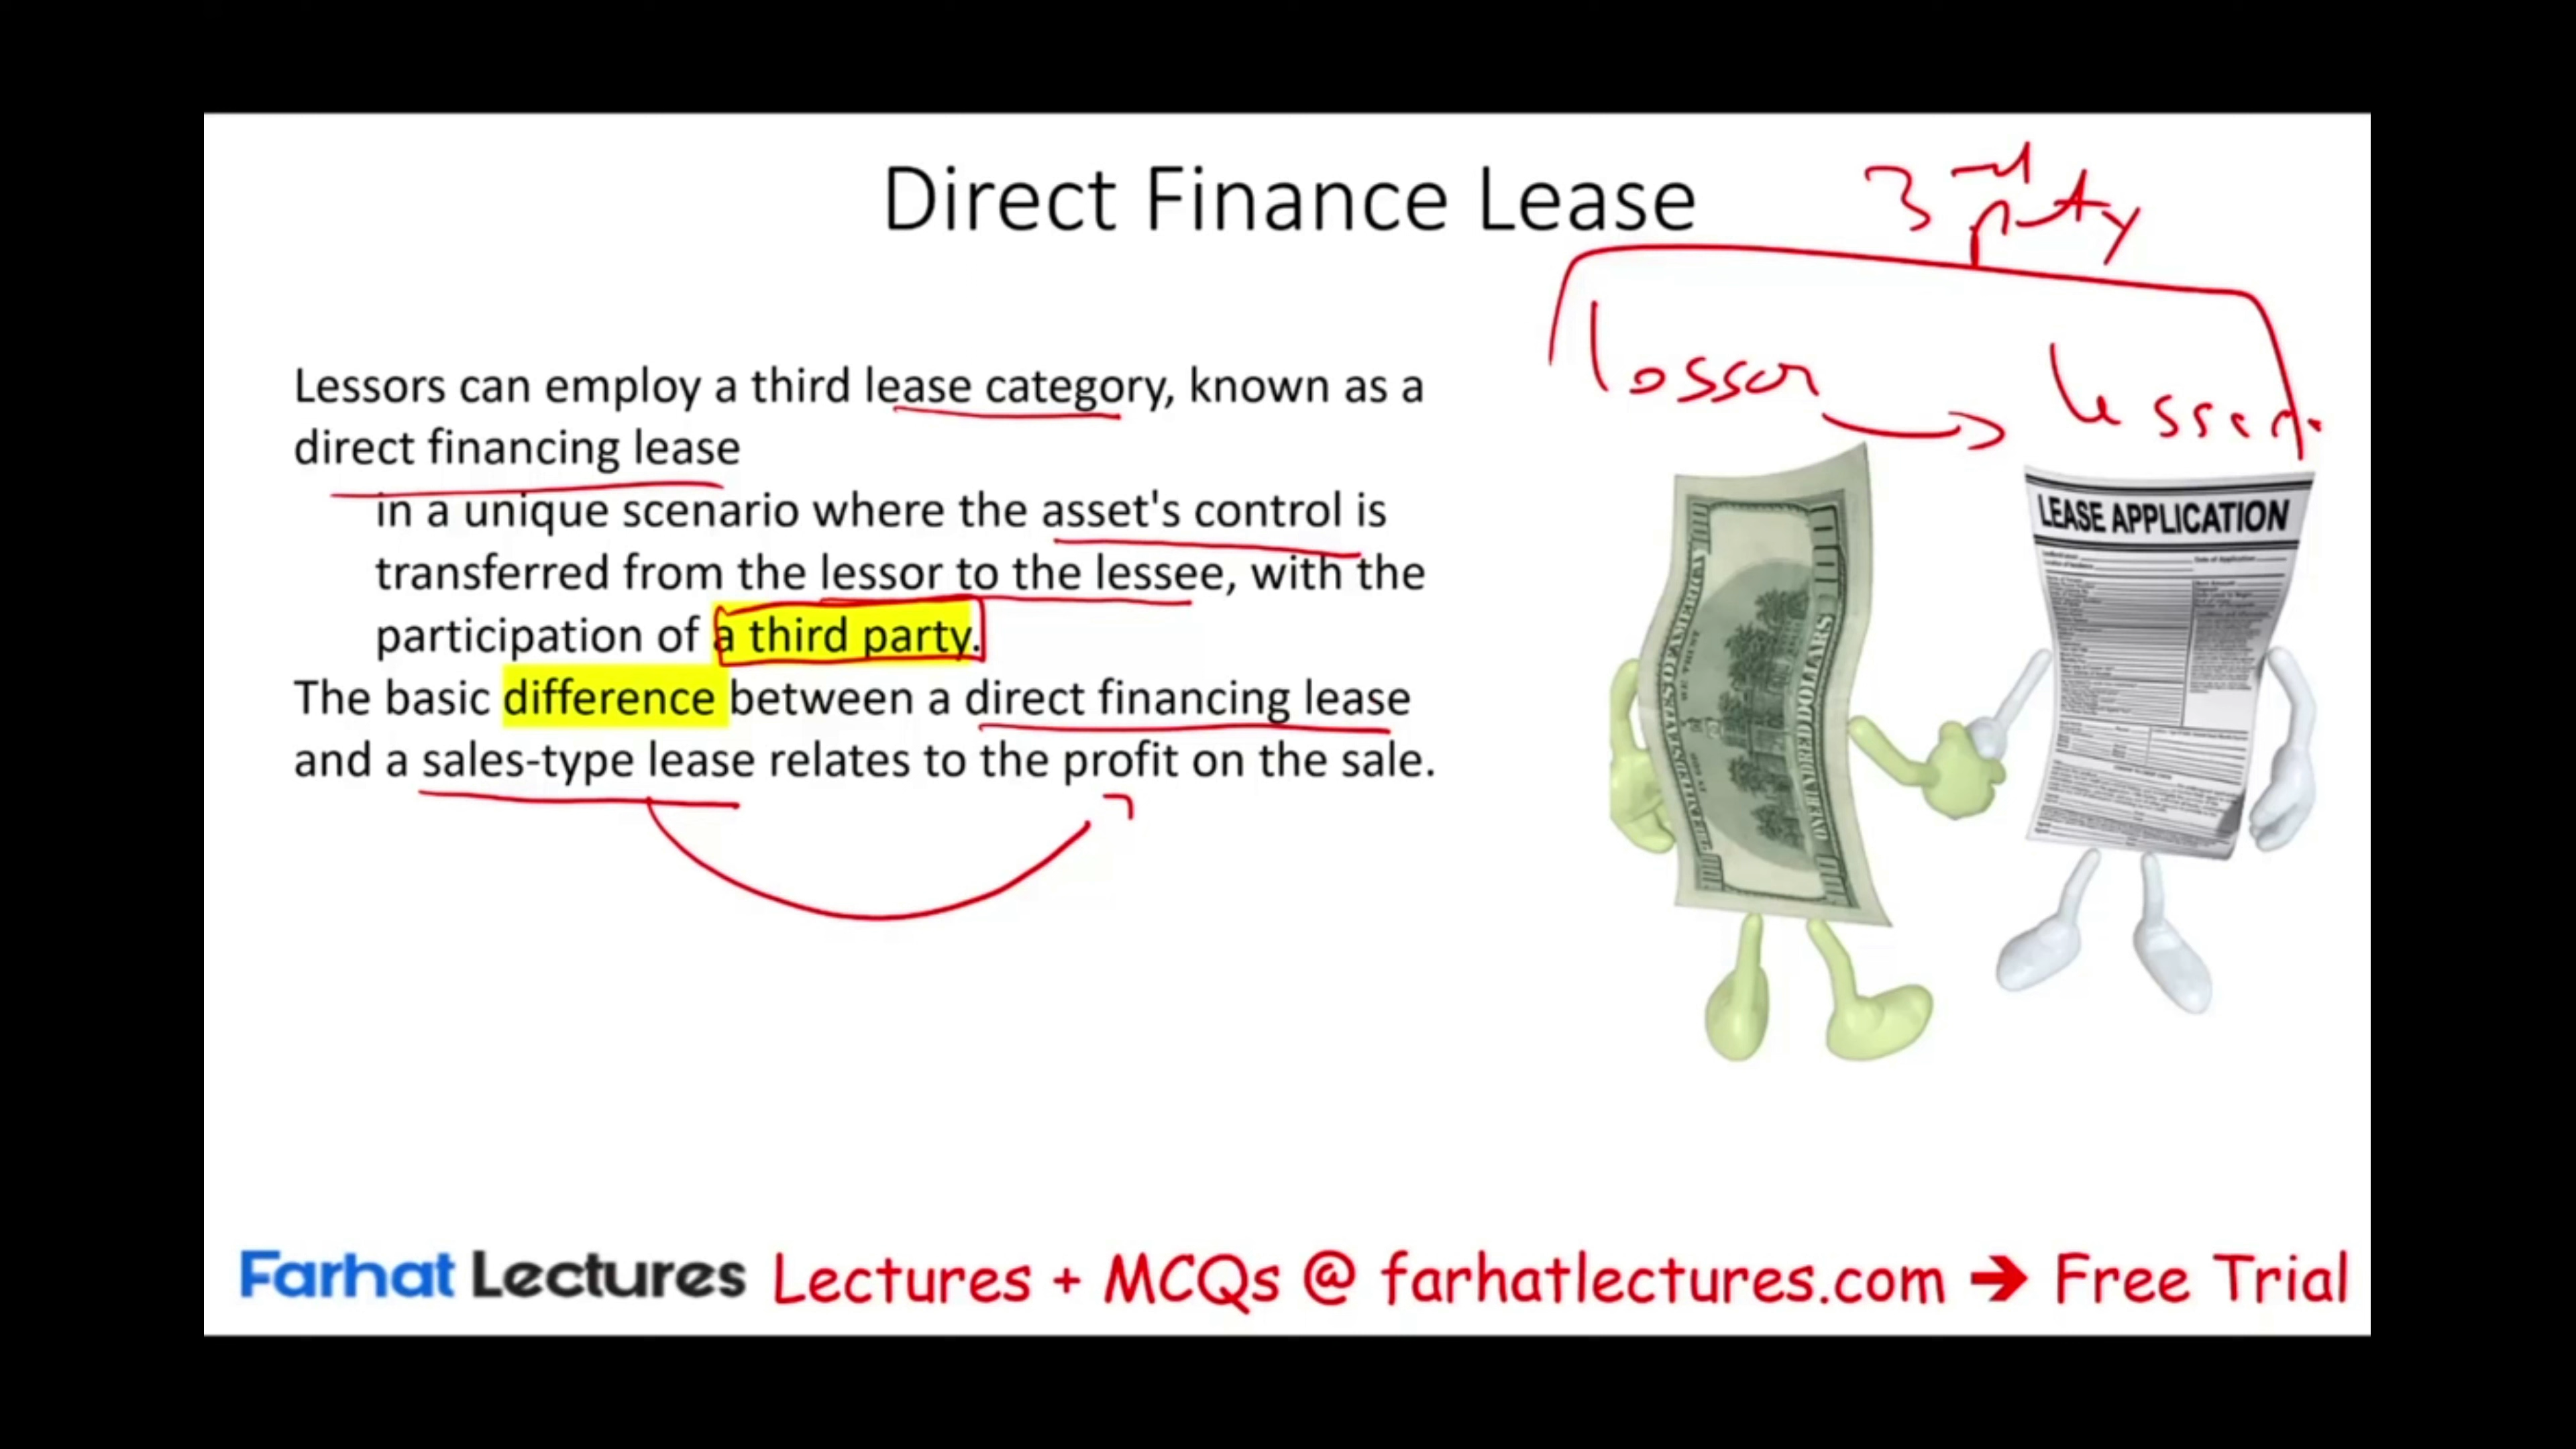 Direct Finance Lease
3rd
party
lessor
lessee
Lessors can employ a third lease category, known as a
direct financing lease
in a unique scenario where the asset's control is
transferred from the lessor to the lessee, with the
participation of a third party.
The basic difference between a direct financing lease
and a sales-type lease relates to the profit on the sale.
LEASE APPLICATION
Farhat Lectures Lectures + MCQs @ farhatlectures.com ➔ Free Trial